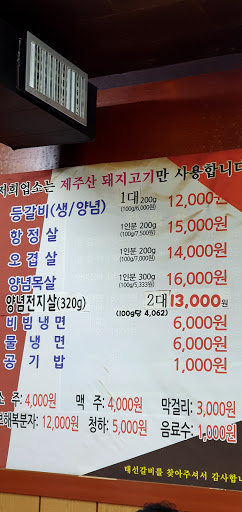 저희업소는 제주산 돼지고기만 사용합니다
등갈비(생/양념) 1대 200g (100g/6,000원) 12,000원
항정살 1인분 200g (100g/7,500원) 15,000원
오겹살 1인분 200g (100g/7,000원) 14,000원
양념목살 1인분 300g (100g/5,333원) 16,000원
양념전지살(320g) 2대 13,000원
(100g당 4,062)
비빔냉면 6,000원
물냉면 6,000원
공기밥 1,000원
소주: 4,000원 맥주: 4,000원 막걸리: 3,000원
복분자: 12,000원 청하: 5,000원 음료수: 1,000원
태선갈비를 찾아주셔서 감사합니